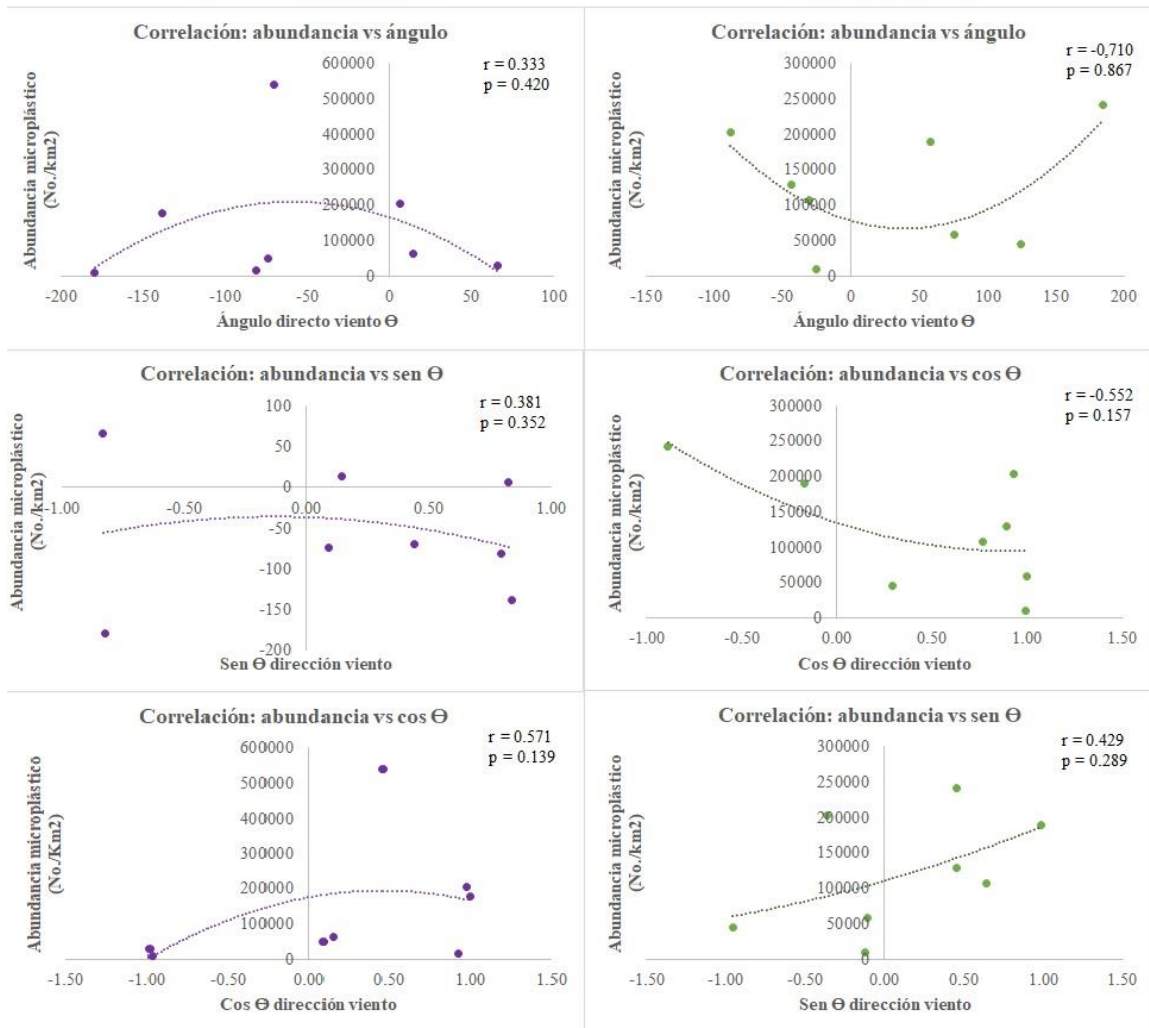 Correlación: abundancia vs ángulo
r = 0.333
p = 0.420
Abundancia microplástico
(No./km2)
600000
500000
400000
300000
200000
100000
0
-200 -150 -100 -50 0 50 100
Ángulo directo viento Ɵ
Correlación: abundancia vs ángulo
r = -0,710
p = 0.867
Abundancia microplástico
(No./km2)
300000
250000
200000
150000
100000
50000
0
-150 -100 -50 0 50 100 150 200
Ángulo directo viento Ɵ
Correlación: abundancia vs sen Ɵ
r = 0.381
p = 0.352
Abundancia microplástico
(No./km2)
100
50
0
-1.00 -0.50 0.00 0.50 1.00
-50
-100
-150
-200
Sen Ɵ dirección viento
Correlación: abundancia vs cos Ɵ
r = -0.552
p = 0.157
Abundancia microplástico
(No./km2)
300000
250000
200000
150000
100000
50000
0
-1.00 -0.50 0.00 0.50 1.00 1.50
Cos Ɵ dirección viento
Correlación: abundancia vs cos Ɵ
r = 0.571
p = 0.139
Abundancia microplástico
(No./Km2)
600000
500000
400000
300000
200000
100000
0
-1.50 -1.00 -0.50 0.00 0.50 1.00 1.50
Cos Ɵ dirección viento
Correlación: abundancia vs sen Ɵ
r = 0.429
p = 0.289
Abundancia microplástico
(No./km2)
300000
250000
200000
150000
100000
50000
0
-1.50 -1.00 -0.50 0.00 0.50 1.00 1.50
Sen Ɵ dirección viento